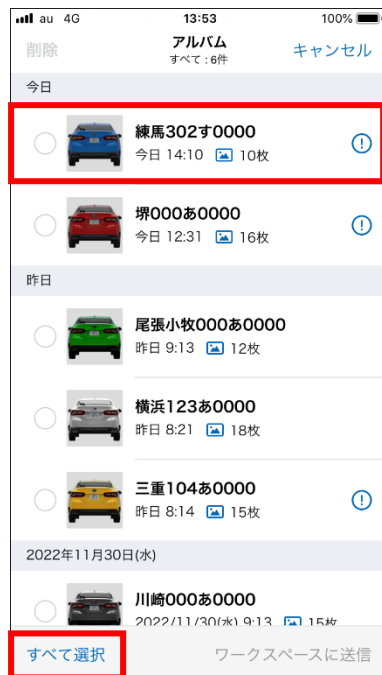 au 4G 13:53 100%
削除 アルバム キャンセル
すべて : 6件
今日
練馬302す0000
今日 14:10 10枚
堺000あ0000
今日 12:31 16枚
昨日
尾張小牧000あ0000
昨日 9:13 12枚
横浜123あ0000
昨日 8:21 18枚
三重104あ0000
昨日 8:14 15枚
2022年11月30日(水)
川崎000あ0000
2022/11/30(水) 9:13 15枚
すべて選択 ワークスペースに送信